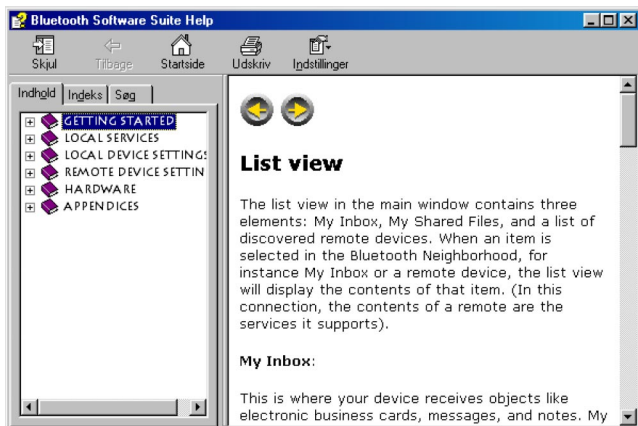 Bluetooth Software Suite Help
Skjul Tilbage Startside Udskriv Indstillinger
Indhold Indeks Søg
GETTING STARTED
LOCAL SERVICES
LOCAL DEVICE SETTINGS
REMOTE DEVICE SETTIN
HARDWARE
APPENDICES
List view
The list view in the main window contains three
elements: My Inbox, My Shared Files, and a list of
discovered remote devices. When an item is
selected in the Bluetooth Neighborhood, for
instance My Inbox or a remote device, the list view
will display the contents of that item. (In this
connection, the contents of a remote are the
services it supports).
My Inbox:
This is where your device receives objects like
electronic business cards, messages, and notes. My